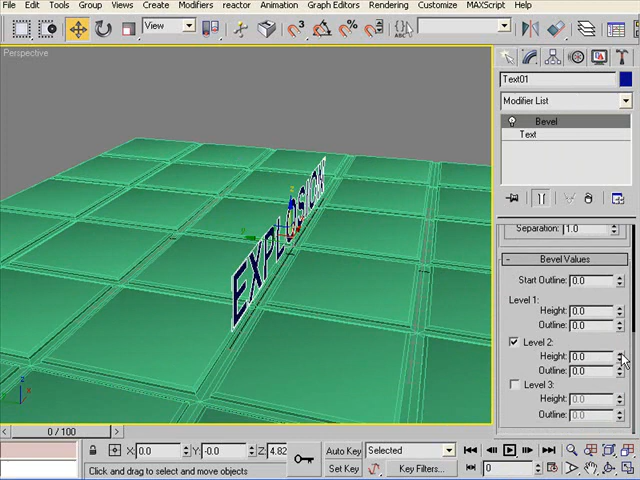 File Edit Tools Group Views Create Modifiers reactor Animation Graph Editors Rendering Customize MAXScript Help
View
Perspective
Text01
Modifier List
Bevel
Text
Separation: 1.0
- Bevel Values
Start Outline: 0.0
Level 1:
Height: 0.0
Outline: 0.0
Level 2:
Height: 0.0
Outline: 0.0
Level 3:
Height: 0.0
Outline: 0.0
EXPLOSION
0 / 100
X: 0.0 Y: -0.0 Z: 4.82
Auto Key Selected
Click and drag to select and move objects
Set Key Key Filters... 0